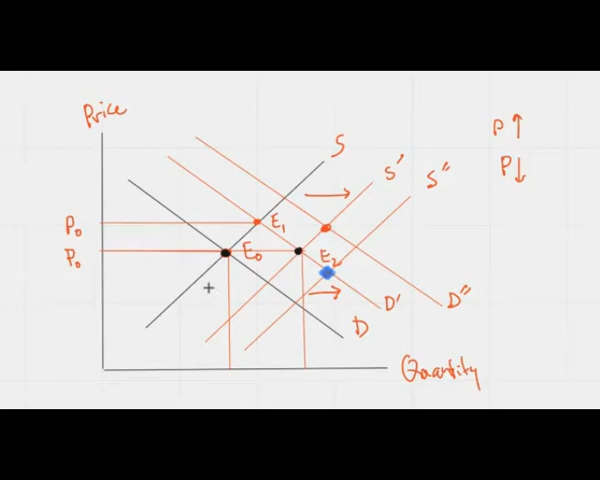 Price
P ↑
P ↓
S
S'
S"
P₀
E₁
P₀
E₀
E₂
D'
D"
D
Quantity